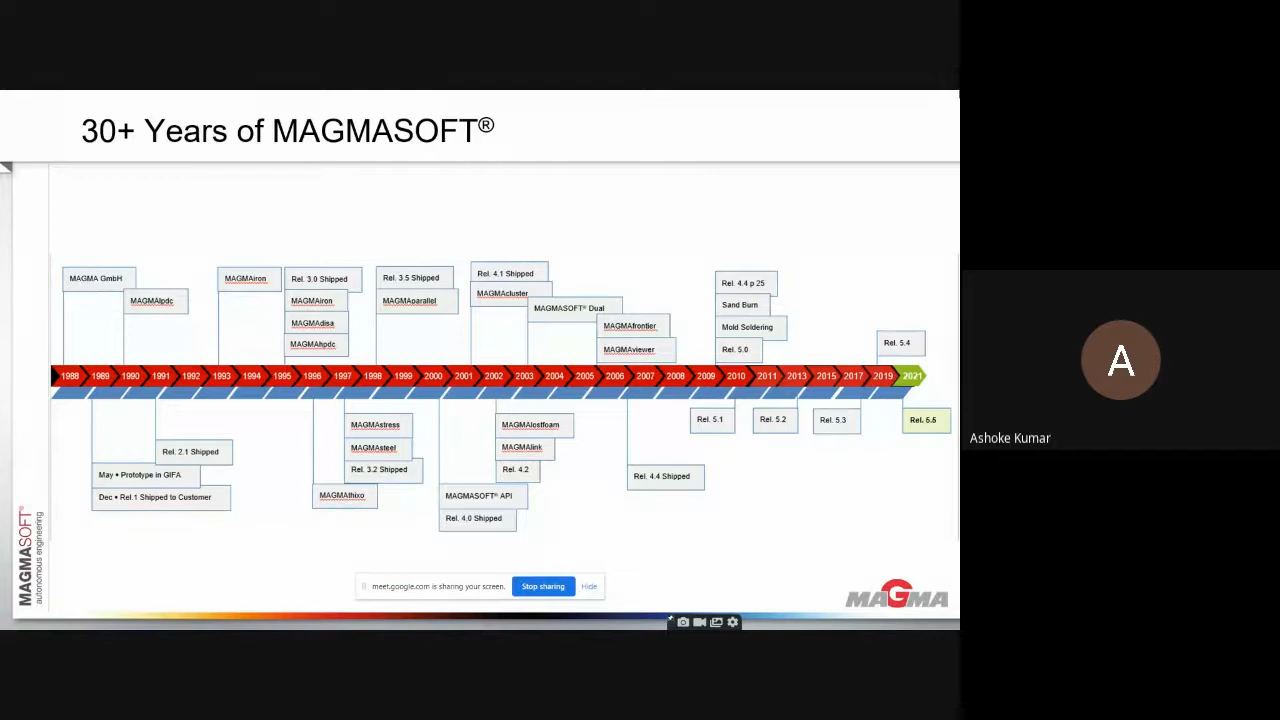 30+ Years of MAGMASOFT®
MAGMA GmbH
MAGMAlpdc
MAGMAiron
Rel. 3.0 Shipped
MAGMAiron
MAGMAdisa
MAGMAhpdc
Rel. 3.5 Shipped
MAGMAparallel
Rel. 4.1 Shipped
MAGMAcluster
MAGMASOFT® Dual
MAGMAfrontier
MAGMAviewer
Rel. 4.4 p 25
Sand Burn
Mold Soldering
Rel. 5.0
Rel. 5.4
1988 1989 1990 1991 1992 1993 1994 1995 1996 1997 1998 1999 2000 2001 2002 2003 2004 2005 2006 2007 2008 2009 2010 2011 2013 2015 2017 2019 2021
Rel. 2.1 Shipped
May • Prototype in GIFA
Dec • Rel.1 Shipped to Customer
MAGMAstress
MAGMAsteel
Rel. 3.2 Shipped
MAGMAthixo
MAGMAlostfoam
MAGMAlink
Rel. 4.2
MAGMASOFT® API
Rel. 4.0 Shipped
Rel. 4.4 Shipped
Rel. 5.1
Rel. 5.2
Rel. 5.3
Rel. 5.5
MAGMASOFT®
autonomous engineering
meet.google.com is sharing your screen.
Stop sharing
Hide
MAGMA
A
Ashoke Kumar